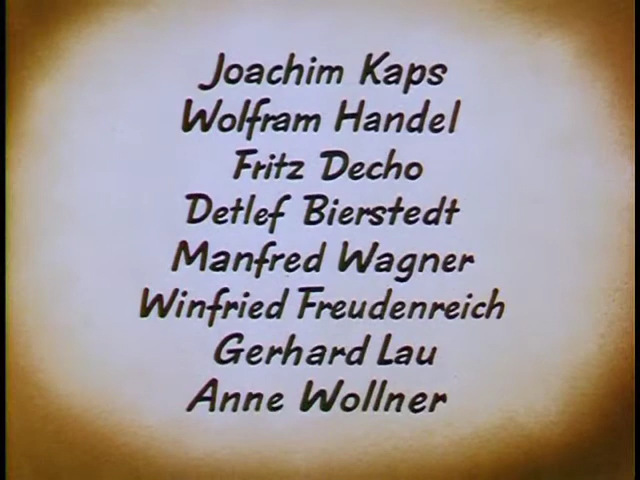 Joachim Kaps
Wolfram Handel
Fritz Decho
Detlef Bierstedt
Manfred Wagner
Winfried Freudenreich
Gerhard Lau
Anne Wollner